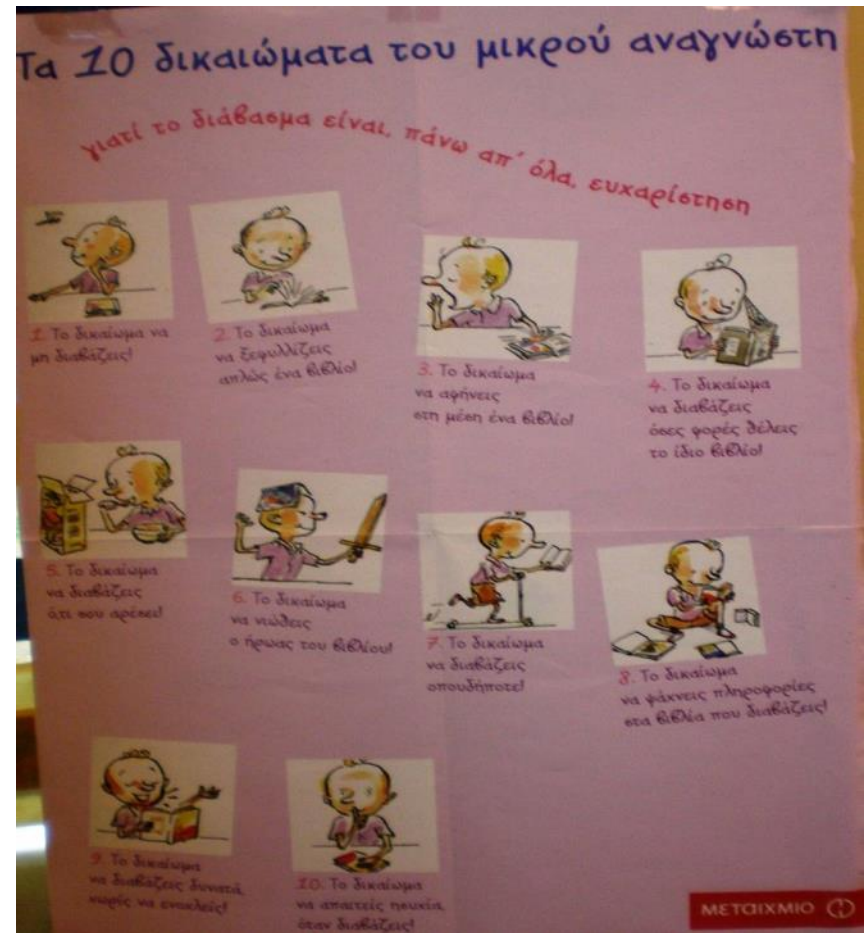 Τα 10 δικαιώματα του μικρού αναγνώστη
γιατί το διάβασμα είναι, πάνω απ' όλα, ευχαρίστηση
1. Το δικαίωμα να
μη διαβάζεις!
2. Το δικαίωμα
να ξεφυλλίζεις
απλώς ένα βιβλίο!
3. Το δικαίωμα
να αφήνεις
στη μέση ένα βιβλίο!
4. Το δικαίωμα
να διαβάζεις
όσες φορές θέλεις
το ίδιο βιβλίο!
5. Το δικαίωμα
να διαβάζεις
ό,τι σου αρέσει!
6. Το δικαίωμα
να νιώθεις
ο ήρωας του βιβλίου!
7. Το δικαίωμα
να διαβάζεις
οπουδήποτε!
8. Το δικαίωμα
να ψάχνεις πληροφορίες
στα βιβλία που διαβάζεις!
9. Το δικαίωμα
να διαβάζεις δυνατά,
χωρίς να ενοχλείς!
10. Το δικαίωμα
να απαιτείς ησυχία,
όταν διαβάζεις!
ΜΕΤΑΙΧΜΙΟ